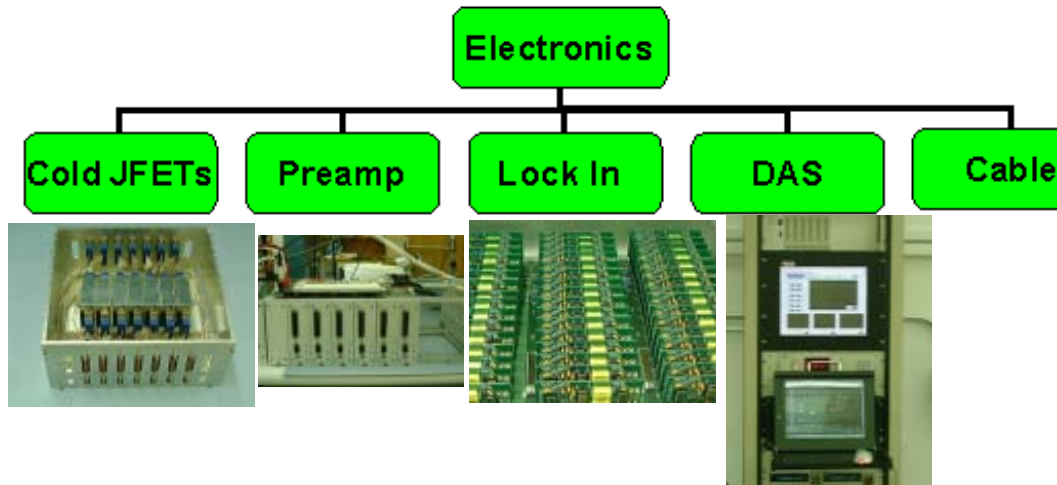 Electronics
Cold JFETs
Preamp
Lock In
DAS
Cable